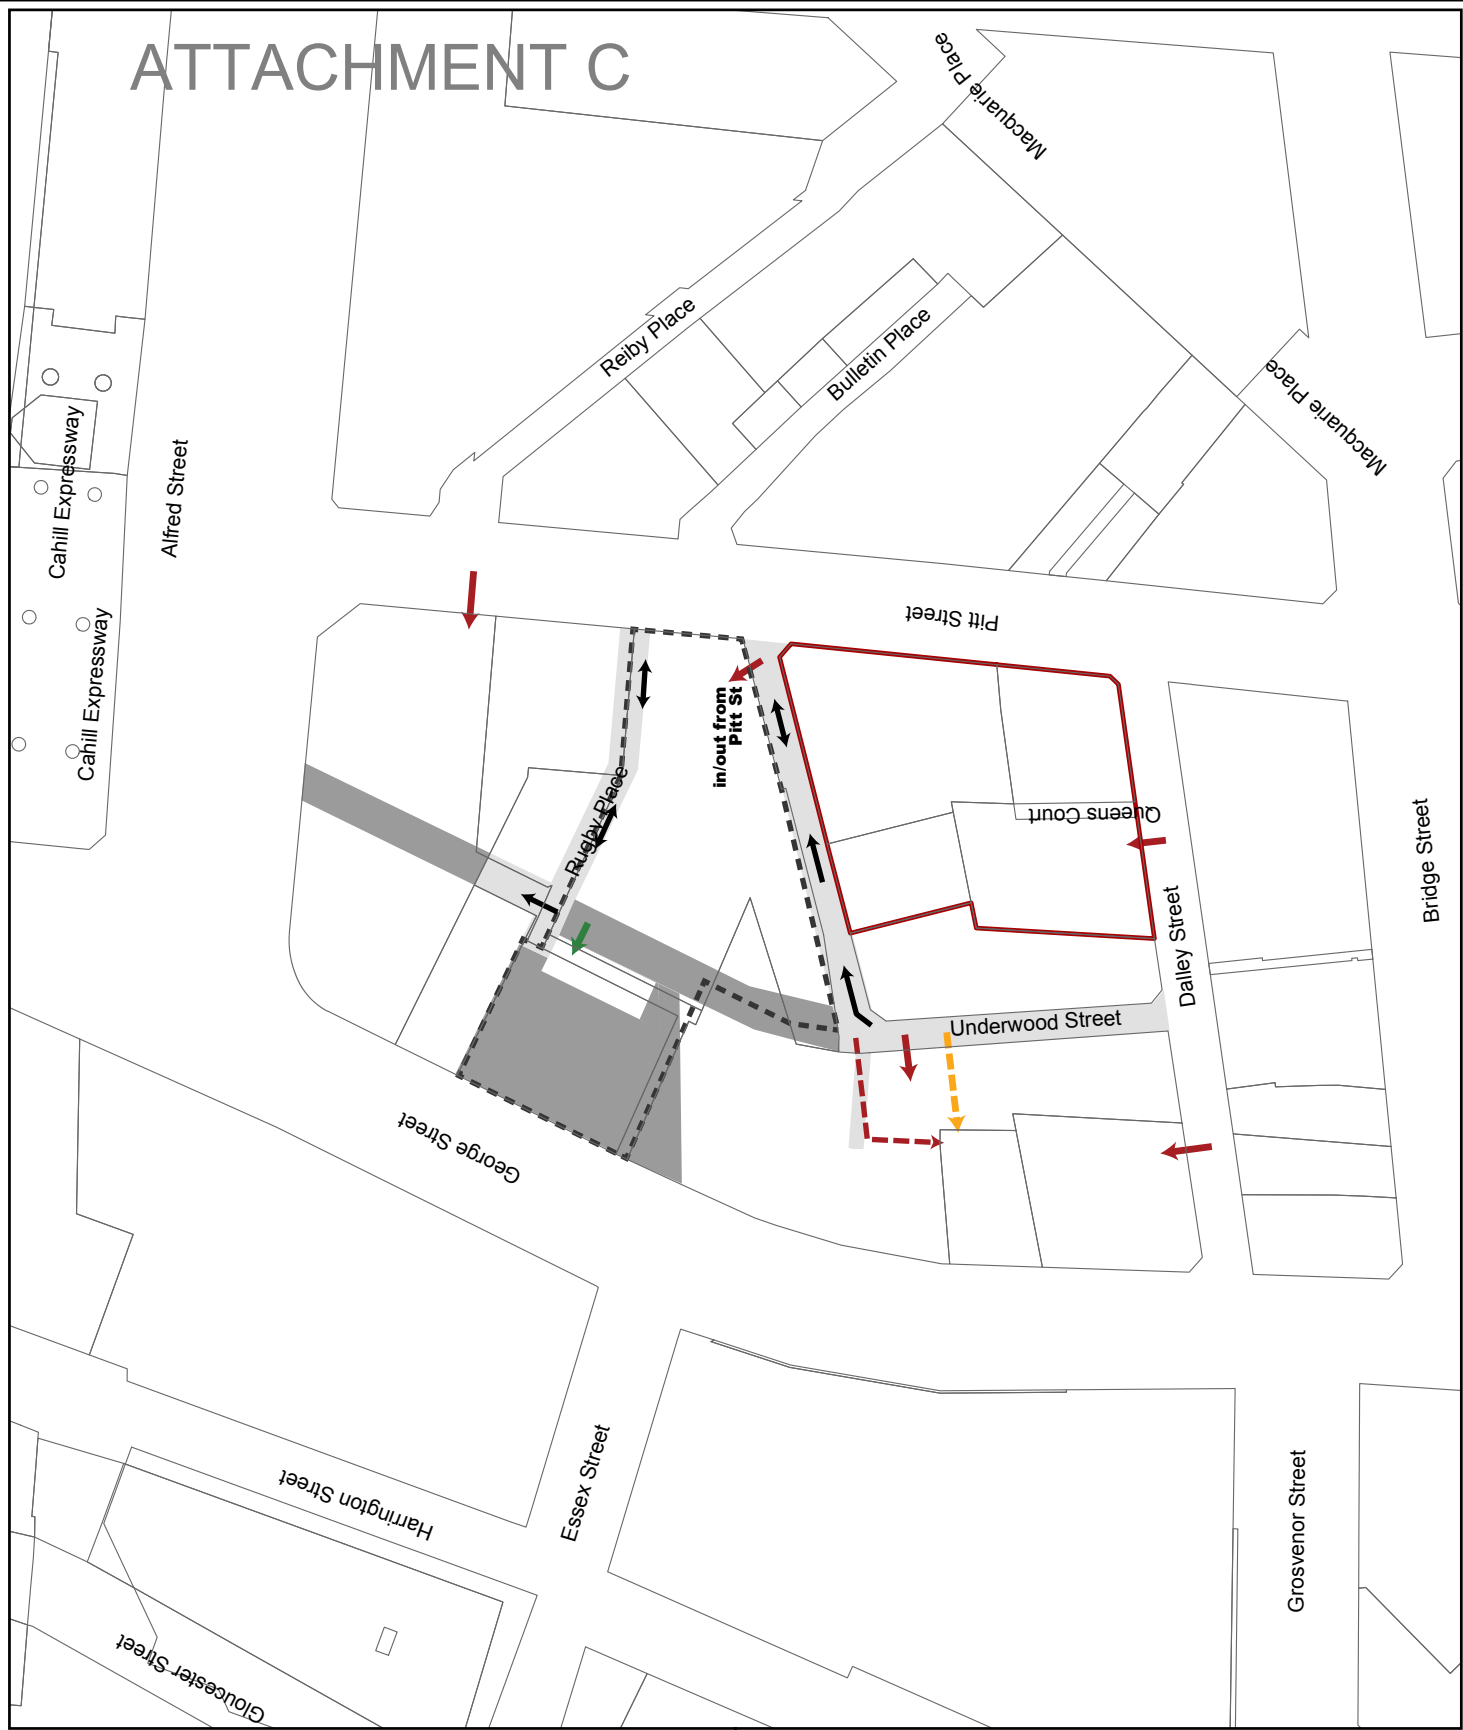 ATTACHMENT C
Macquarie Place
Reiby Place
Bulletin Place
Macquarie Place
Cahill Expressway
Alfred Street
Cahill Expressway
Pitt Street
in/out from
Pitt St
Rugby Place
Queens Court
Bridge Street
Dalley Street
Underwood Street
George Street
Essex Street
Harrington Street
Grosvenor Street
Gloucester Street